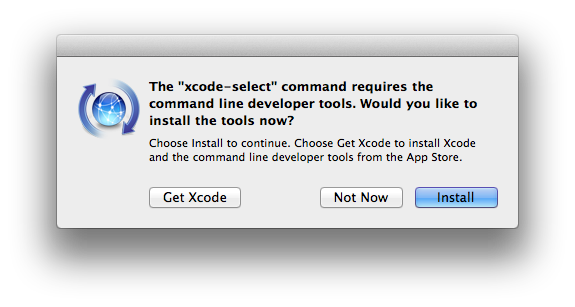 The "xcode-select" command requires the
command line developer tools. Would you like to
install the tools now?
Choose Install to continue. Choose Get Xcode to install Xcode
and the command line developer tools from the App Store.
Get Xcode
Not Now
Install